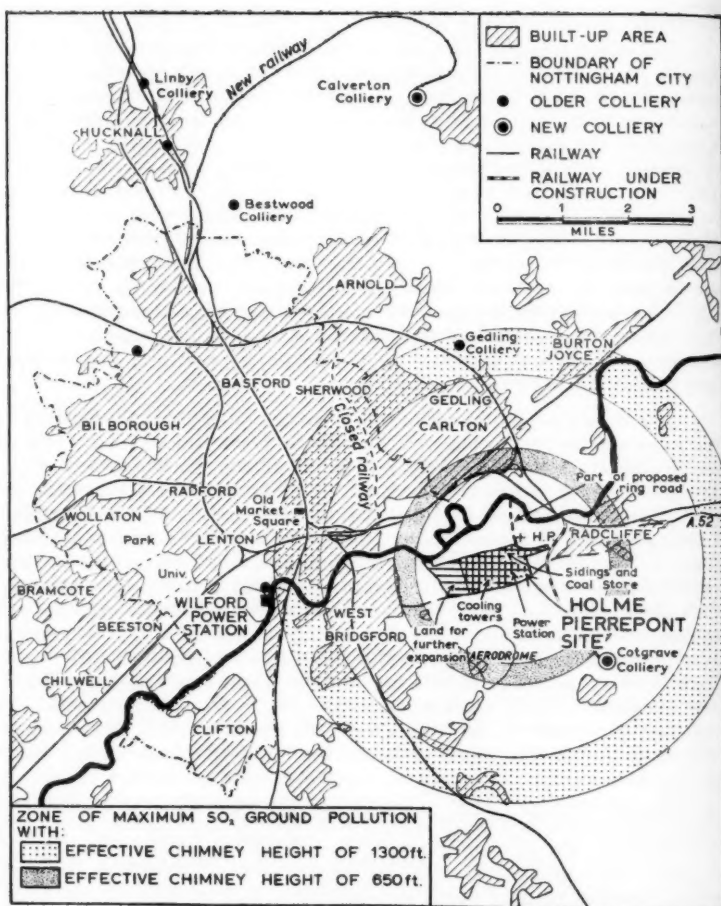 BUILT-UP AREA
BOUNDARY OF
NOTTINGHAM CITY
OLDER COLLIERY
NEW COLLIERY
RAILWAY
RAILWAY UNDER
CONSTRUCTION
0 1 2 3
MILES
Linby
Colliery
New railway
Calverton
Colliery
HUCKNALL
Bestwood
Colliery
ARNOLD
Gedling
Colliery
BURTON
JOYCE
BASFORD
SHERWOOD
GEDLING
CARLTON
BILBOROUGH
Closed railway
RADFORD
Old
Market
Square
Part of proposed
ring road
WOLLATON
Park
LENTON
A.52
+ H.P.
RADCLIFFE
Univ.
BRAMCOTE
WILFORD
POWER
STATION
BEESTON
WEST
BRIDGFORD
Sidings and
Coal Store
Cooling
towers
Power
Station
Land for
further
expansion
HOLME
PIERREPONT
SITE
AERODROME
Cotgrave
Colliery
CHILWELL
CLIFTON
ZONE OF MAXIMUM SO₂ GROUND POLLUTION
WITH:
EFFECTIVE CHIMNEY HEIGHT OF 1300ft.
EFFECTIVE CHIMNEY HEIGHT OF 650ft.